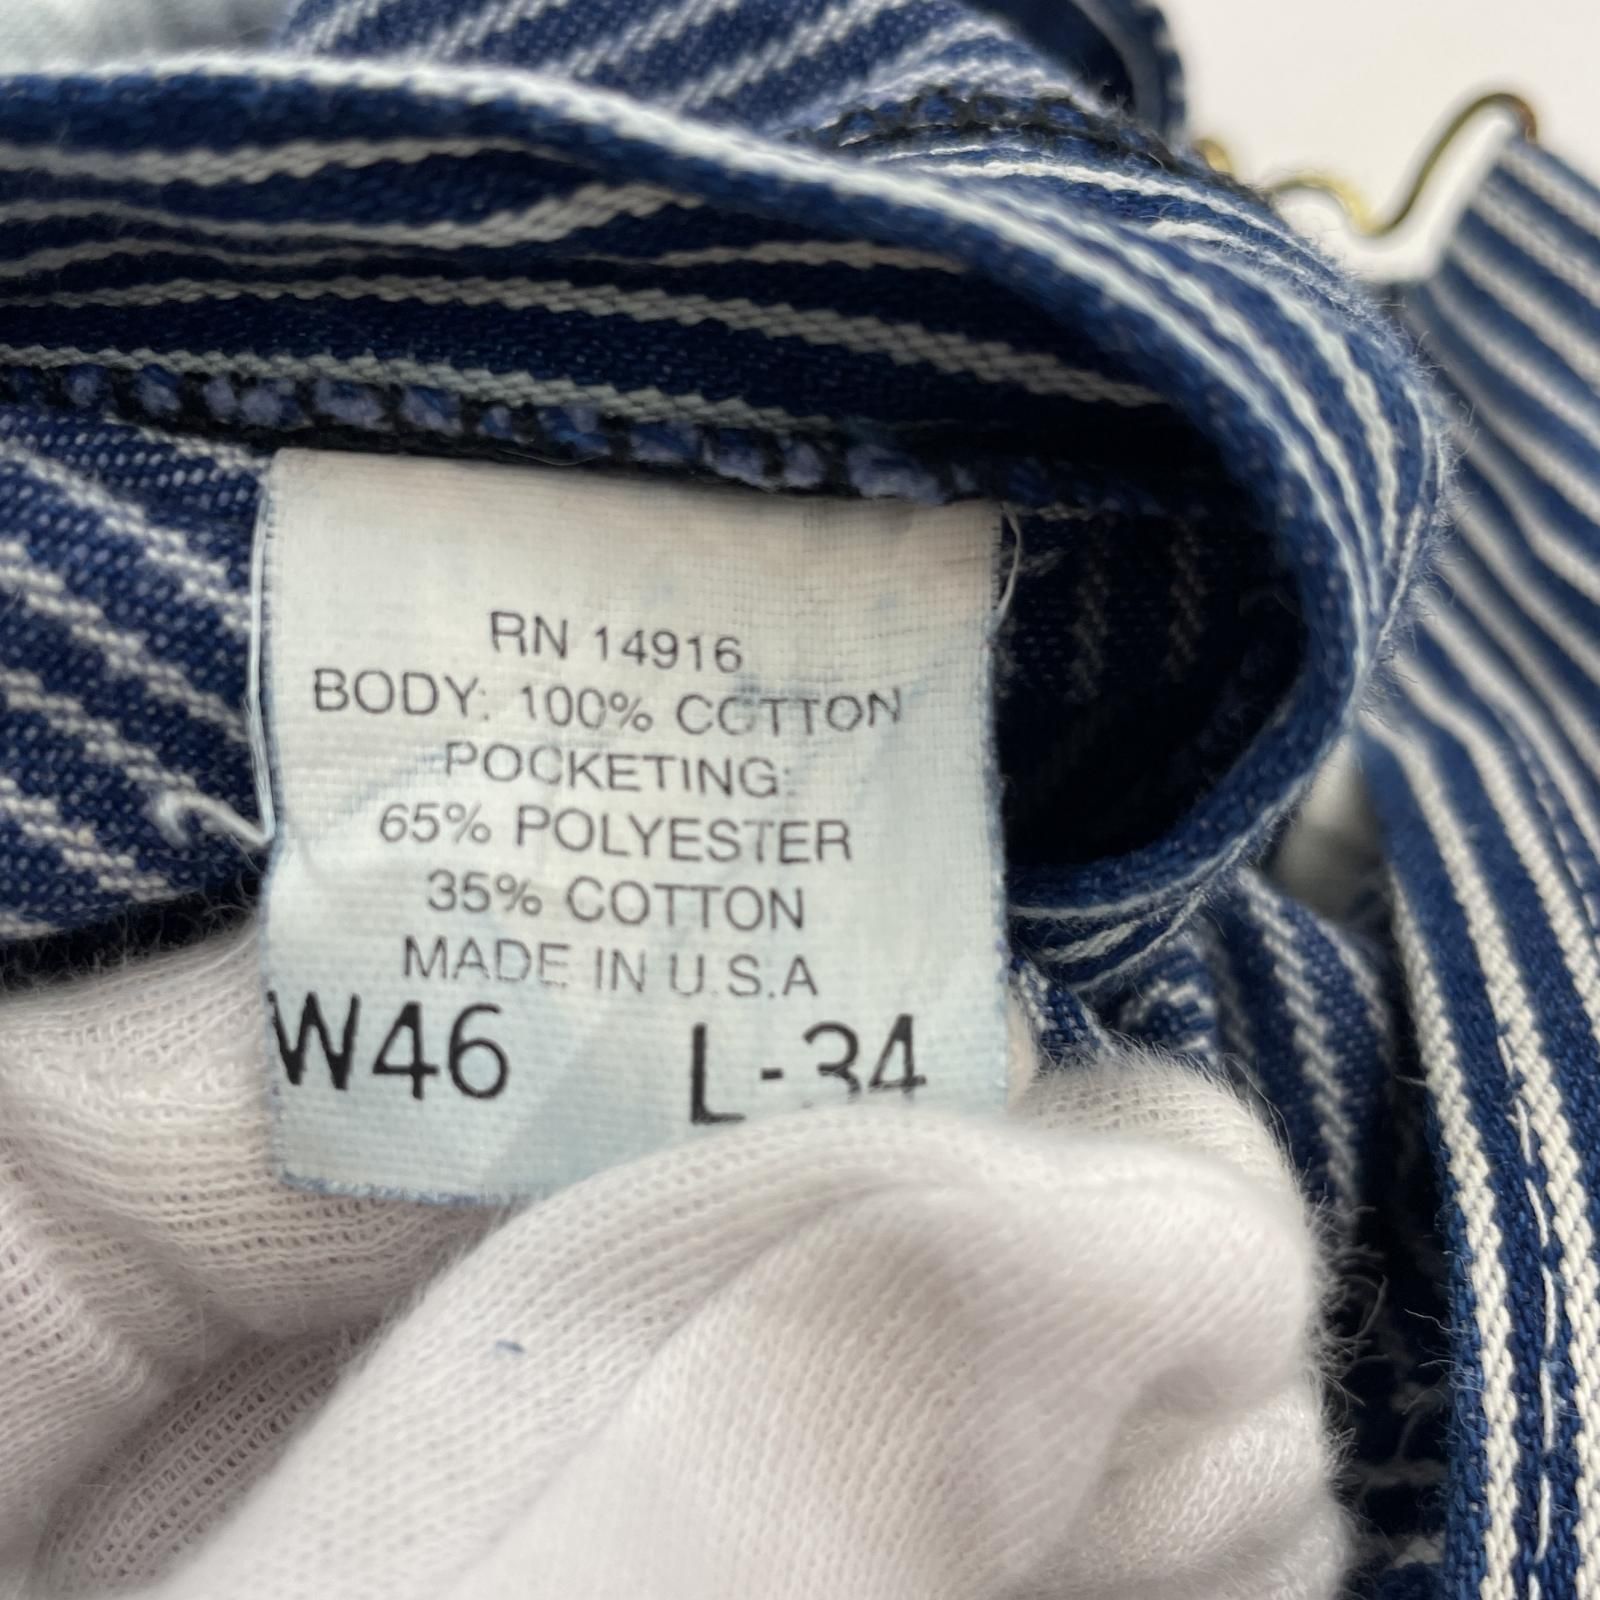 RN 14916
BODY: 100% COTTON
POCKETING:
65% POLYESTER
35% COTTON
MADE IN U.S.A
W46 L-34